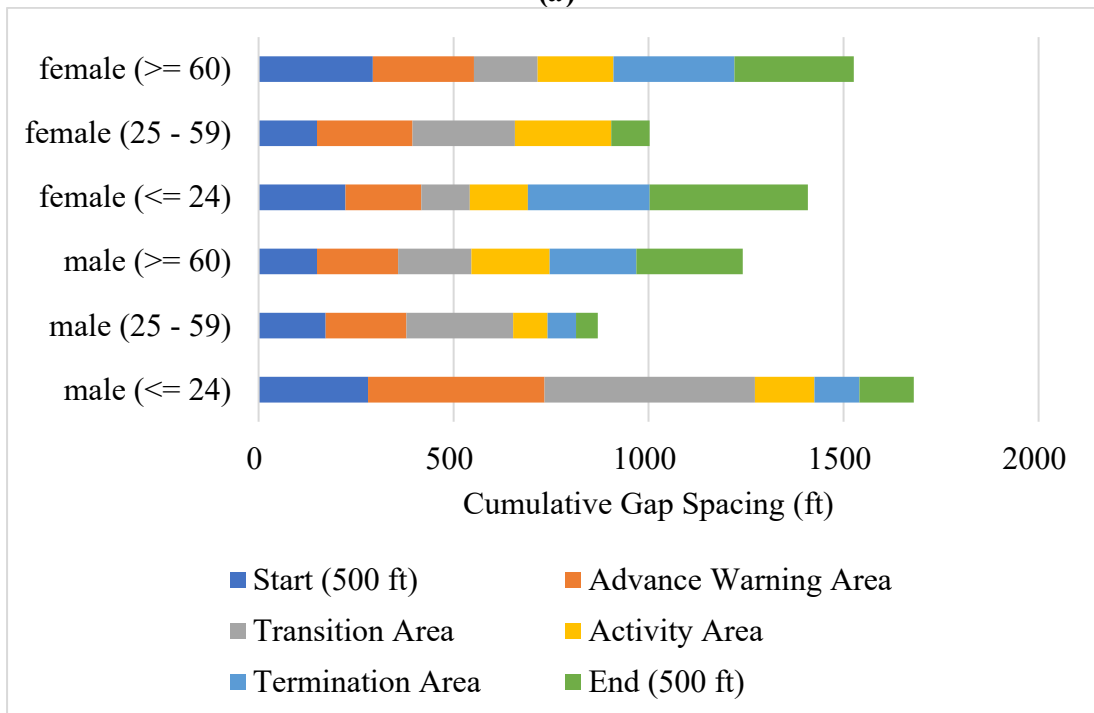 female (>= 60)
female (25 - 59)
female (<= 24)
male (>= 60)
male (25 - 59)
male (<= 24)
0 500 1000 1500 2000
Cumulative Gap Spacing (ft)
Start (500 ft) Advance Warning Area
Transition Area Activity Area
Termination Area End (500 ft)